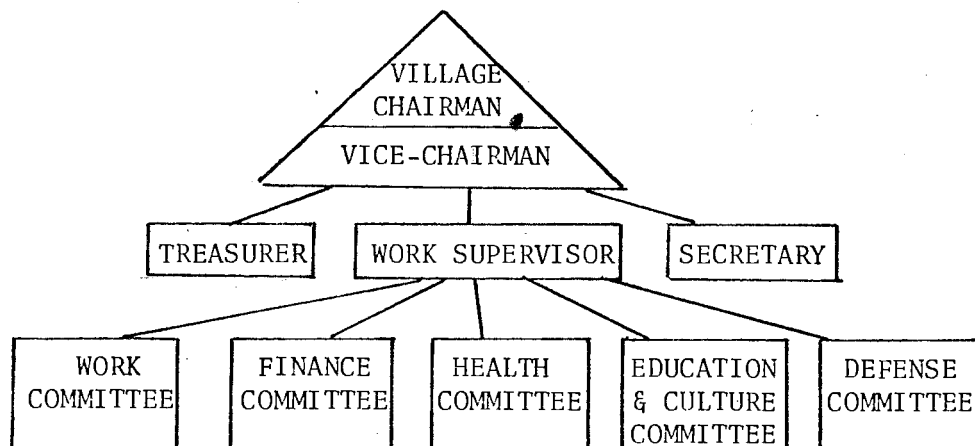 VILLAGE
CHAIRMAN
VICE-CHAIRMAN
TREASURER
WORK SUPERVISOR
SECRETARY
WORK
COMMITTEE
FINANCE
COMMITTEE
HEALTH
COMMITTEE
EDUCATION
& CULTURE
COMMITTEE
DEFENSE
COMMITTEE